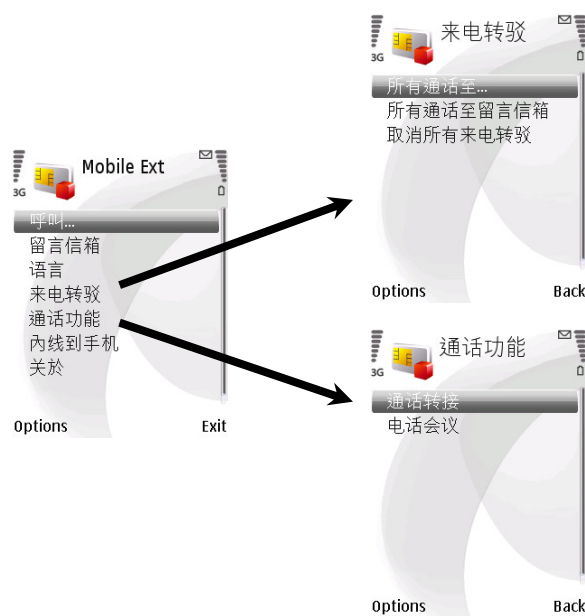 3G
Mobile Ext
呼叫...
留言信箱
语言
来电转驳
通话功能
內线到手机
关於
Options
Exit
3G
来电转驳
所有通话至...
所有通话至留言信箱
取消所有来电转驳
Options
Back
3G
通话功能
通话转接
电话会议
Options
Back